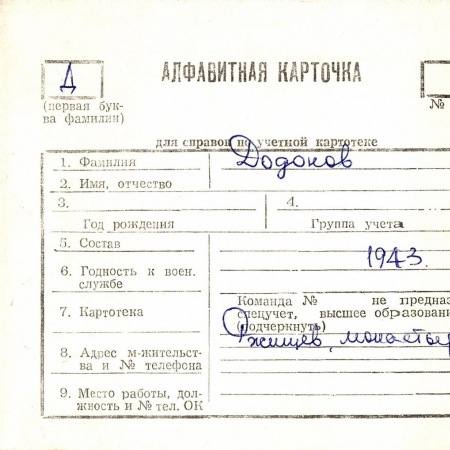 Д
АЛФАВИТНАЯ КАРТОЧКА
(первая бук-
ва фамилии)
№
для справок по учетной картотеке
1. Фамилия Додонов
2. Имя, отчество
3. 4.
Год рождения Группа учета
5. Состав 1943.
6. Годность к воен.
службе
Команда № не предназ
7. Картотека спецучет, высшее образовани
(подчеркнуть)
8. Адрес м-жительст-
ва и № телефона Ржищев, монастыр
9. Место работы, дол-
жность и № тел. ОК